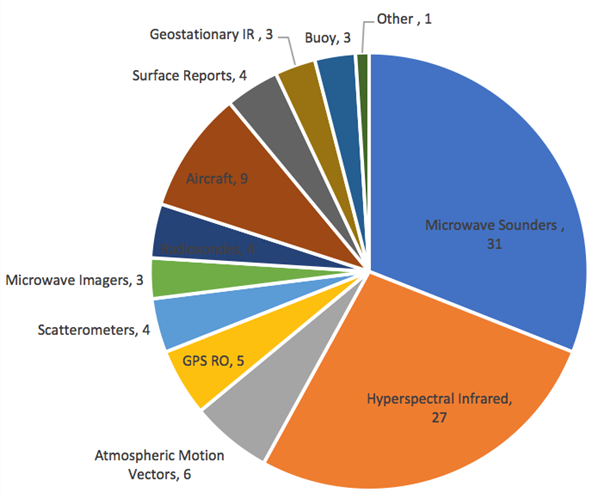 Other , 1
Geostationary IR , 3
Buoy, 3
Surface Reports, 4
Aircraft, 9
Microwave Sounders ,
31
Microwave Imagers, 3
Scatterometers, 4
GPS RO, 5
Hyperspectral Infrared,
27
Atmospheric Motion
Vectors, 6